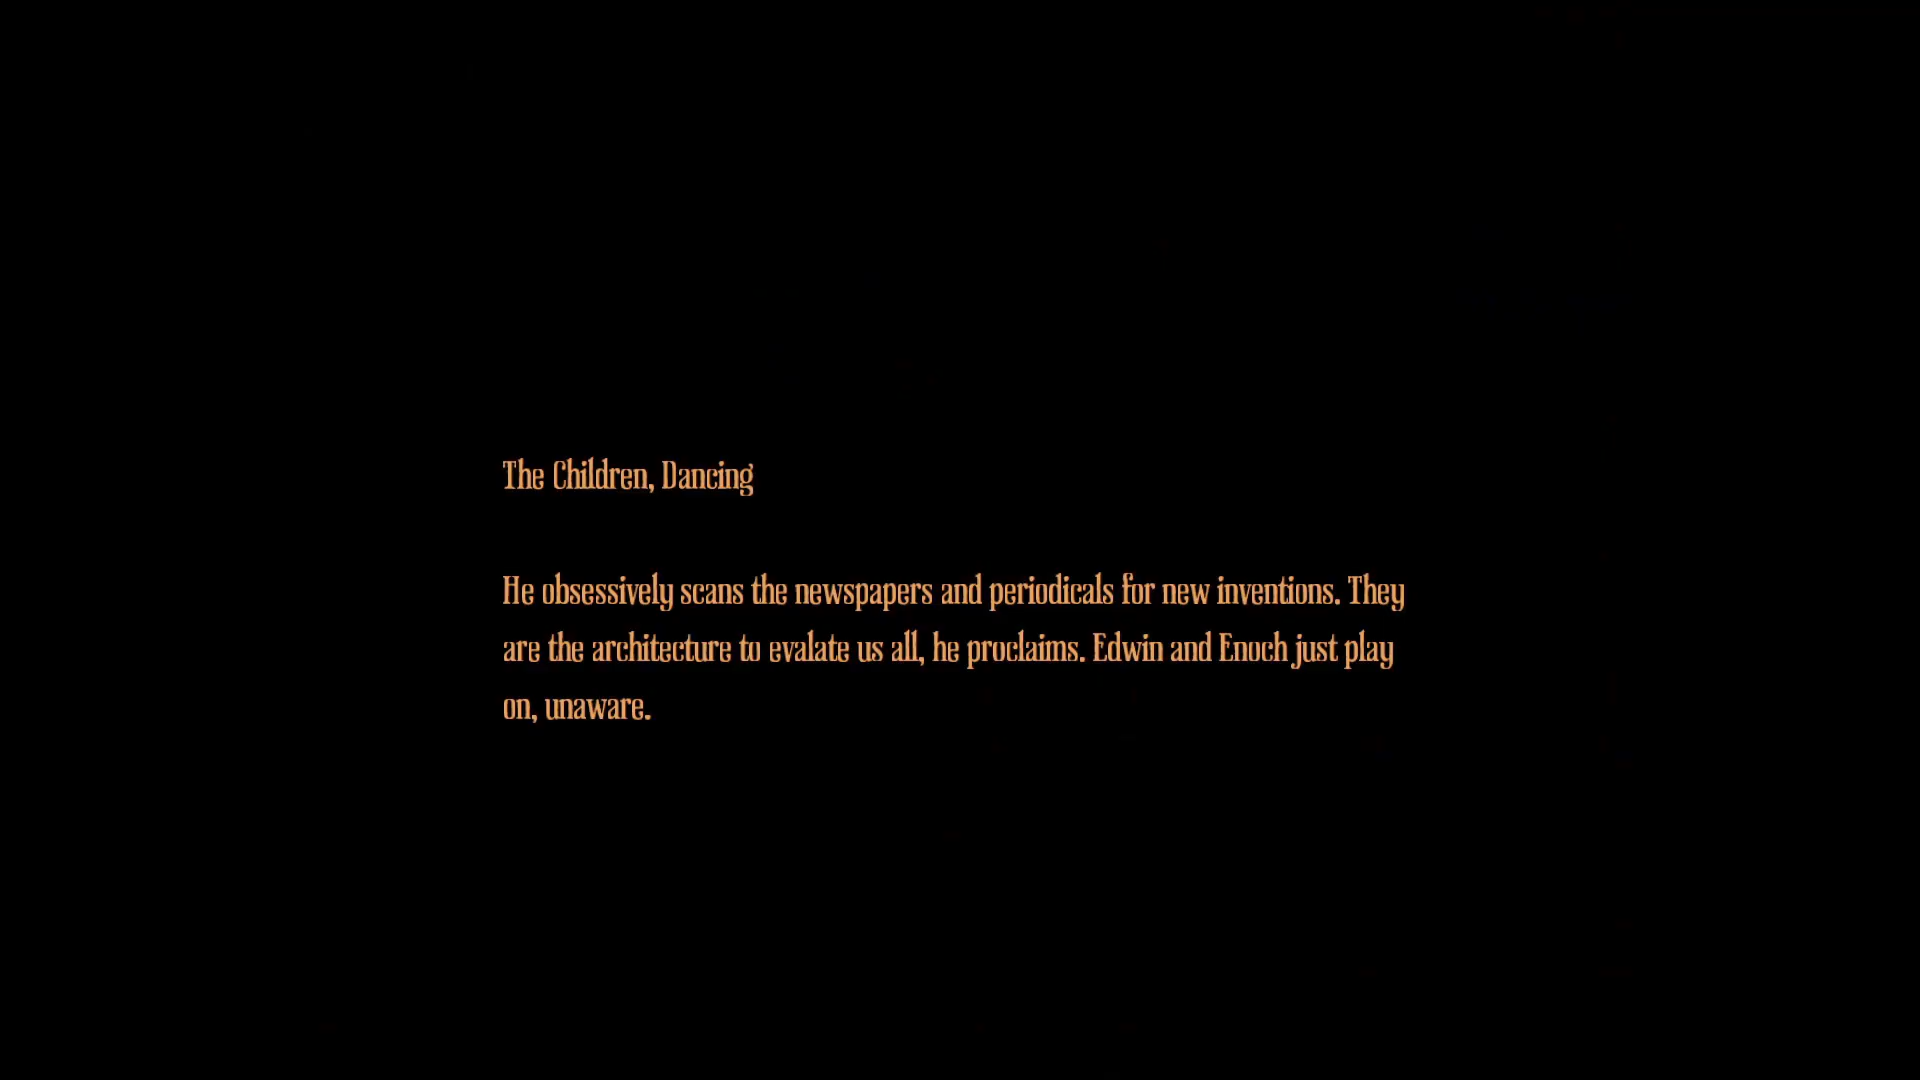 The Children, Dancing
He obsessively scans the newspapers and periodicals for new inventions. They
are the architecture to evalate us all, he proclaims. Edwin and Enoch just play
on, unaware.